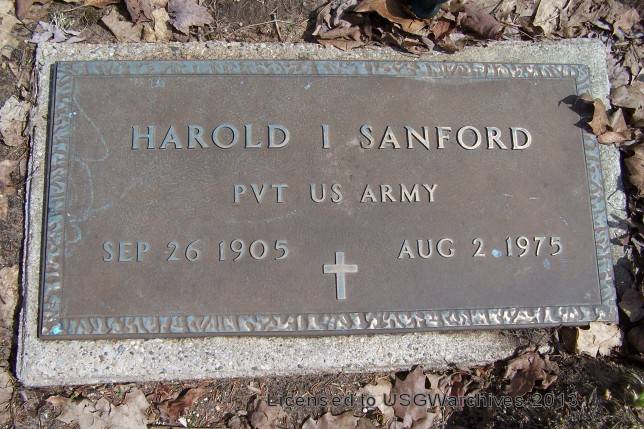 HAROLD I SANFORD
PVT US ARMY
SEP 26 1905 AUG 2 1975
Licensed to USGWarchives 2013